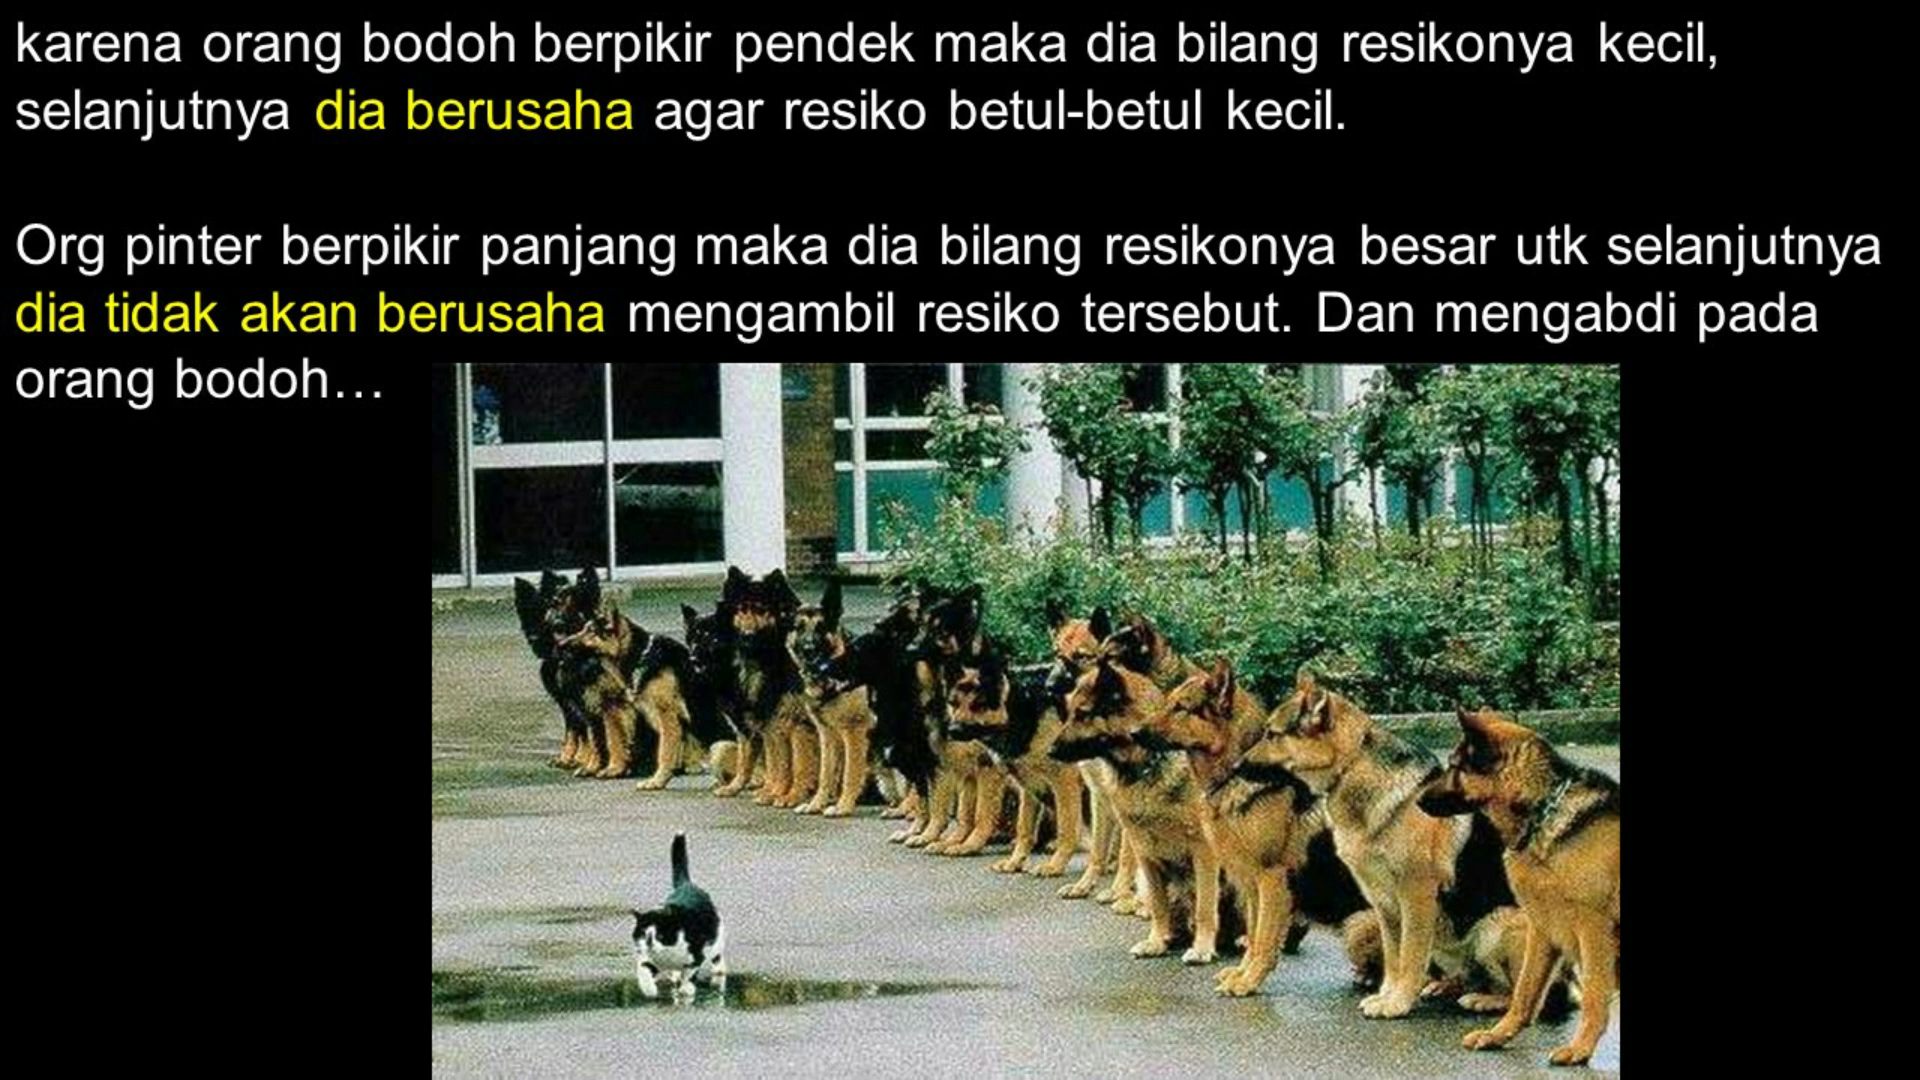 karena orang bodoh berpikir pendek maka dia bilang resikonya kecil,
selanjutnya dia berusaha agar resiko betul-betul kecil.
Org pinter berpikir panjang maka dia bilang resikonya besar utk selanjutnya
dia tidak akan berusaha mengambil resiko tersebut. Dan mengabdi pada
orang bodoh…